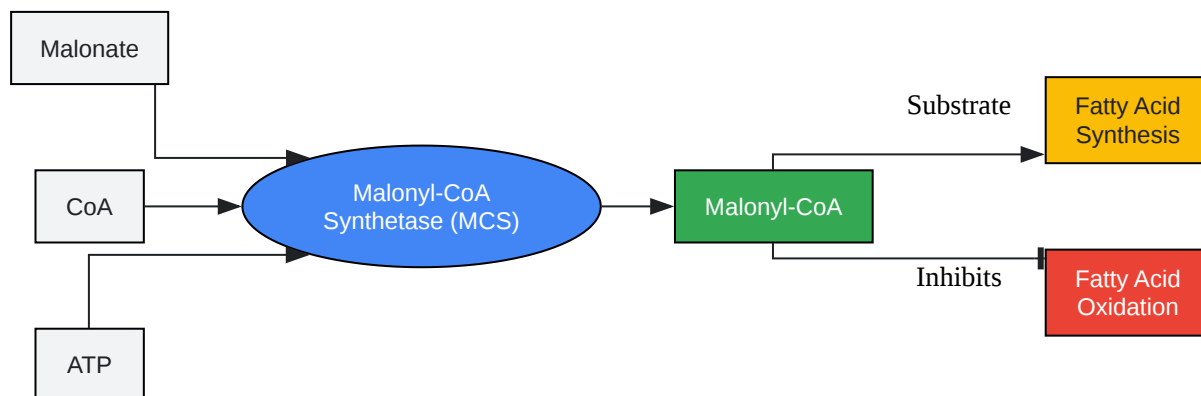 Malonate
CoA
ATP
Malonyl-CoA
Synthetase (MCS)
Malonyl-CoA
Substrate
Inhibits
Fatty Acid
Synthesis
Fatty Acid
Oxidation